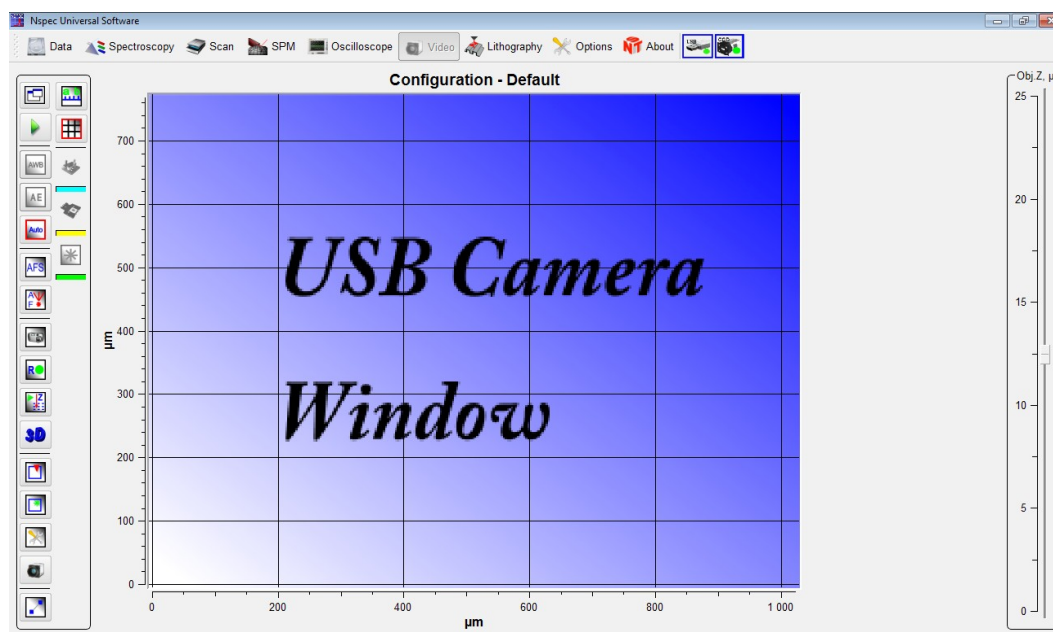 Nspec Universal Software
Data Spectroscopy Scan SPM Oscilloscope Video Lithography Options NT About
Configuration - Default
Obj.Z, µ
AWB
AE
Auto
AFS
A F
R
Z
3D
USB Camera
Window
µm
700
600
500
400
300
200
100
0
0 200 400 600 800 1 000
µm
25
20
15
10
5
0